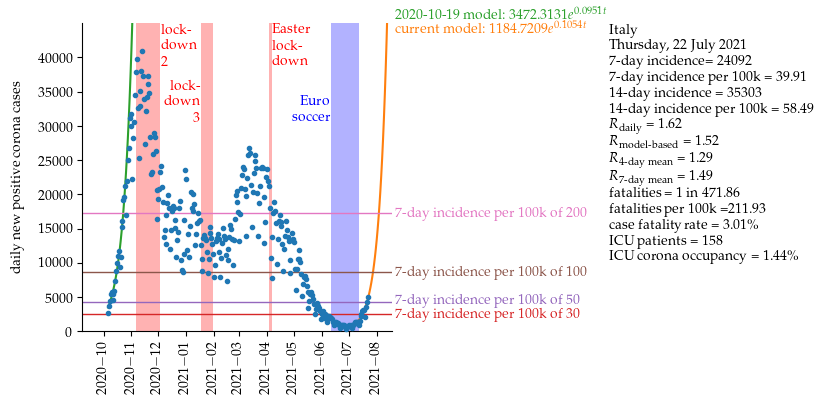 2020-10-19 model: 3472.3131e^0.0951t
current model: 1184.7209e^0.1054t
lock-
down
2
lock-
down
3
Easter
lock-
down
Euro
soccer
daily new positive corona cases
40000
35000
30000
25000
20000
15000
10000
5000
0
7-day incidence per 100k of 200
7-day incidence per 100k of 100
7-day incidence per 100k of 50
7-day incidence per 100k of 30
2020−10
2020−11
2020−12
2021−01
2021−02
2021−03
2021−04
2021−05
2021−06
2021−07
2021−08
Italy
Thursday, 22 July 2021
7-day incidence= 24092
7-day incidence per 100k = 39.91
14-day incidence = 35303
14-day incidence per 100k = 58.49
R_daily = 1.62
R_model-based = 1.52
R_4-day mean = 1.29
R_7-day mean = 1.49
fatalities = 1 in 471.86
fatalities per 100k =211.93
case fatality rate = 3.01%
ICU patients = 158
ICU corona occupancy = 1.44%